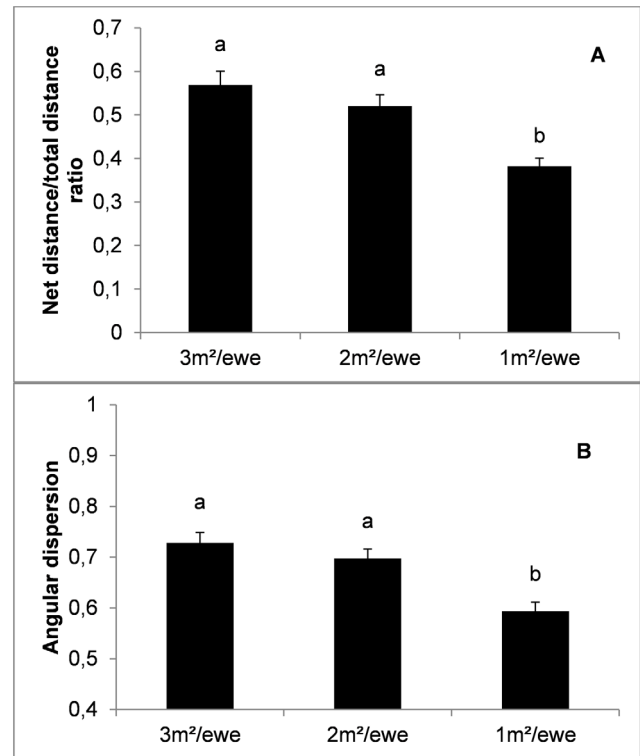 0,7
a
a
A
0,6
0,5
b
0,4
0,3
0,2
0,1
0
Net distance/total distance
ratio
3m²/ewe 2m²/ewe 1m²/ewe
1
B
0,9
0,8
a
a
0,7
b
0,6
0,5
0,4
Angular dispersion
3m²/ewe 2m²/ewe 1m²/ewe